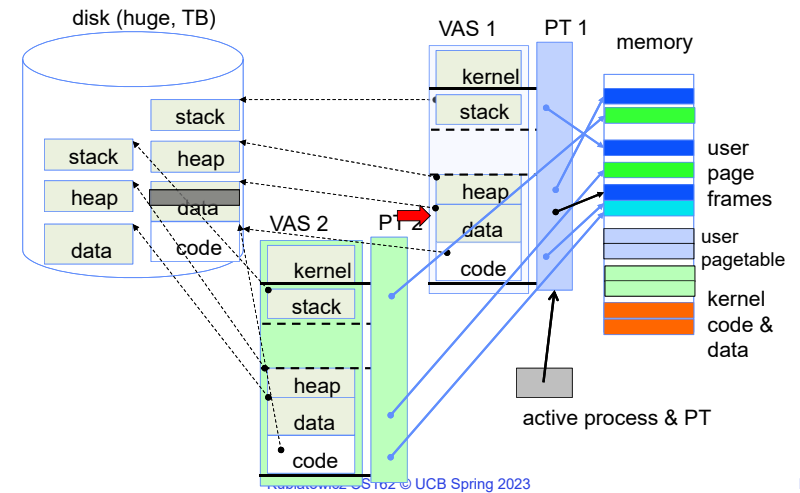 disk (huge, TB)
VAS 1
PT 1
memory
kernel
stack
stack
heap
data
code
stack
heap
data
heap
data
code
user
page
frames
user
pagetable
kernel
code &
data
VAS 2
PT 2
kernel
stack
heap
data
code
active process & PT
Kubiatowicz CS162 © UCB Spring 2023